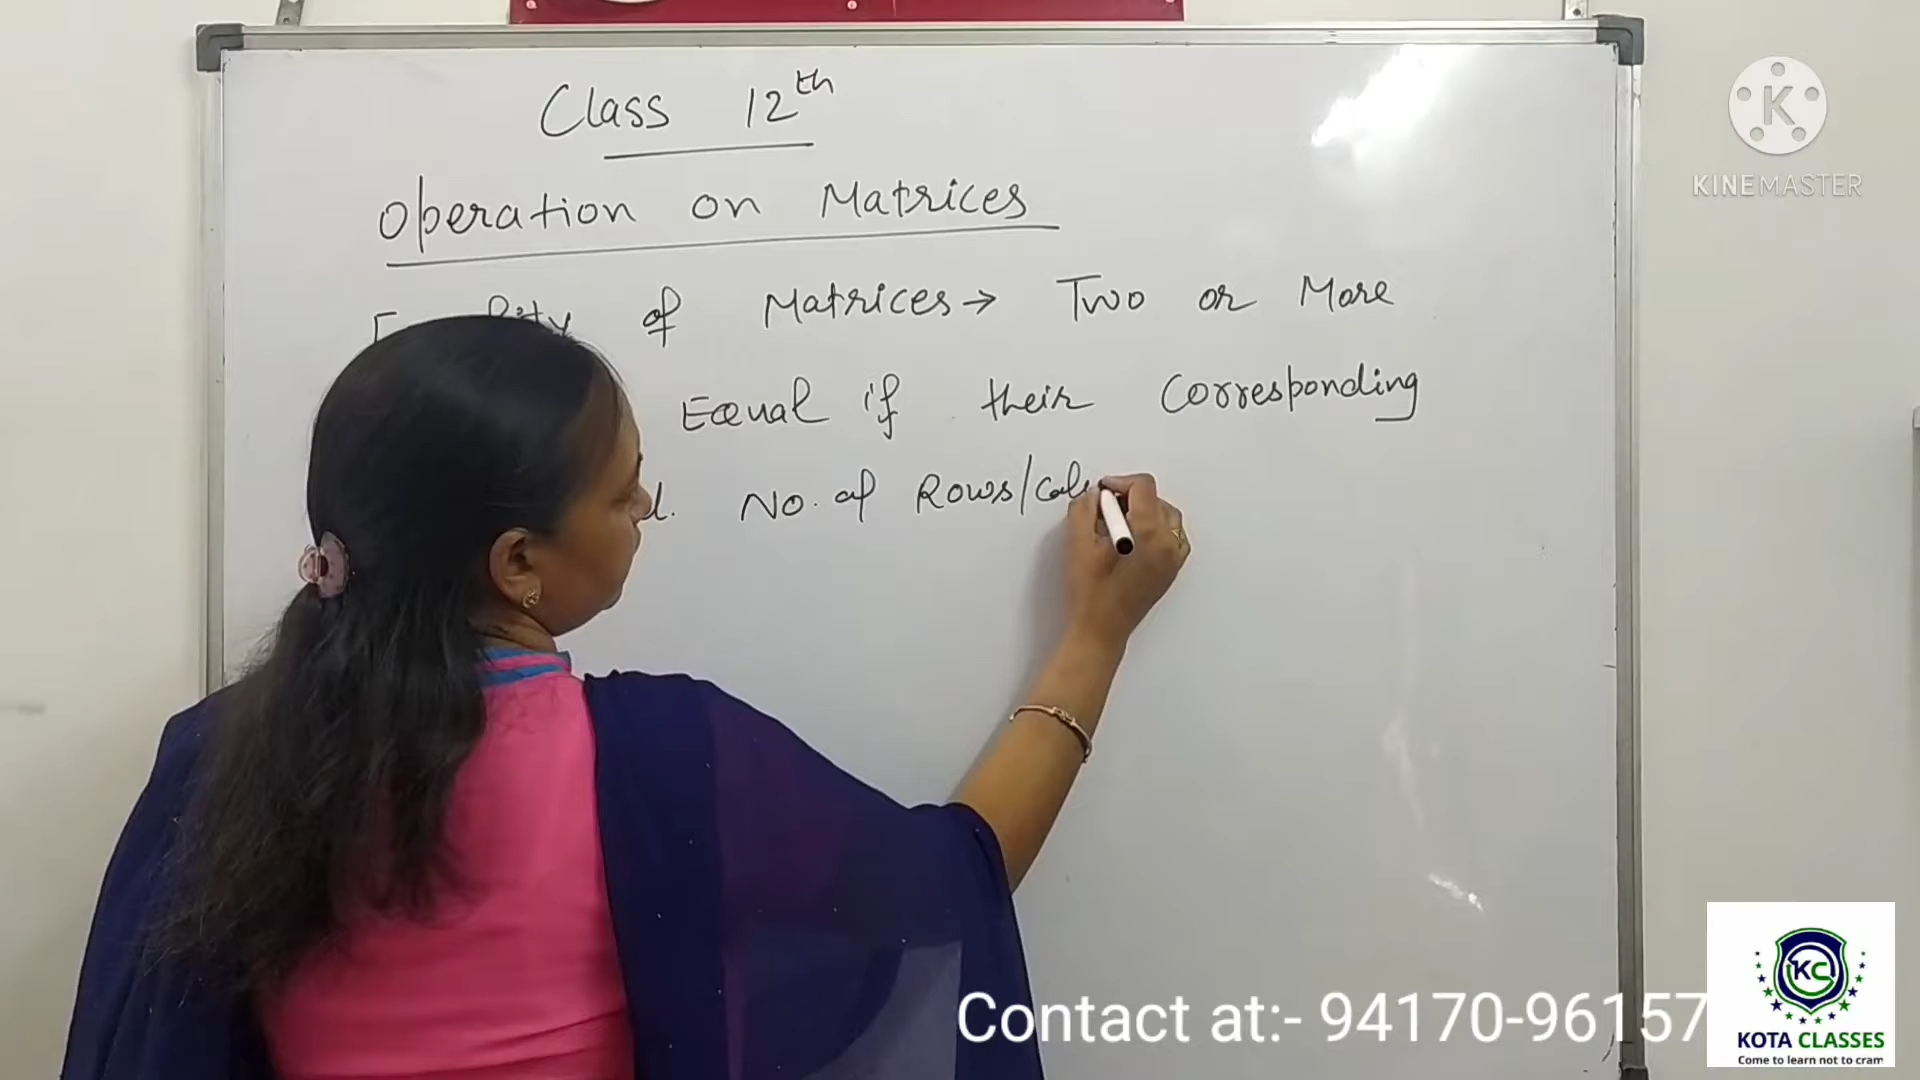 Class 12th
Operation on Matrices
of Matrices → Two or More
Equal if their Corresponding
No. of Rows/Col
KINEMASTER
Contact at:- 94170-96157
KC
KOTA CLASSES
Come to learn not to cram